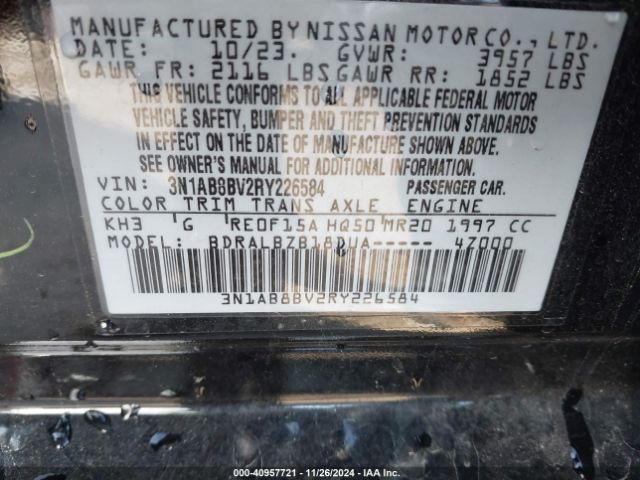 MANUFACTURED BY NISSAN MOTOR CO., LTD.
DATE: 10/23. GVWR: 3957 LBS
GAWR FR: 2116 LBS GAWR RR: 1852 LBS
THIS VEHICLE CONFORMS TO ALL APPLICABLE FEDERAL MOTOR
VEHICLE SAFETY, BUMPER AND THEFT PREVENTION STANDARDS
IN EFFECT ON THE DATE OF MANUFACTURE SHOWN ABOVE.
SEE OWNER'S MANUAL FOR ADDITIONAL INFORMATION.
VIN: 3N1AB8BV2RY226584 PASSENGER CAR.
COLOR TRIM TRANS AXLE ENGINE
KH3 G RE0F15A HQ50 MR20 1997 CC
MODEL: BDRALBZB18DUA----- 4Z000
3N1AB8BV2RY226584
000-40957721 | 11/26/2024 | IAA Inc.